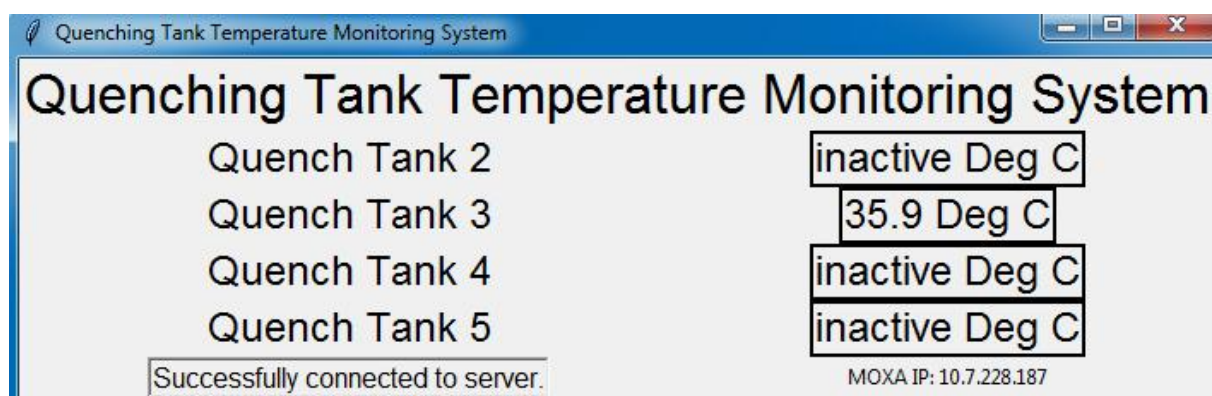 Quenching Tank Temperature Monitoring System
Quenching Tank Temperature Monitoring System
Quench Tank 2 inactive Deg C
Quench Tank 3 35.9 Deg C
Quench Tank 4 inactive Deg C
Quench Tank 5 inactive Deg C
Successfully connected to server. MOXA IP: 10.7.228.187